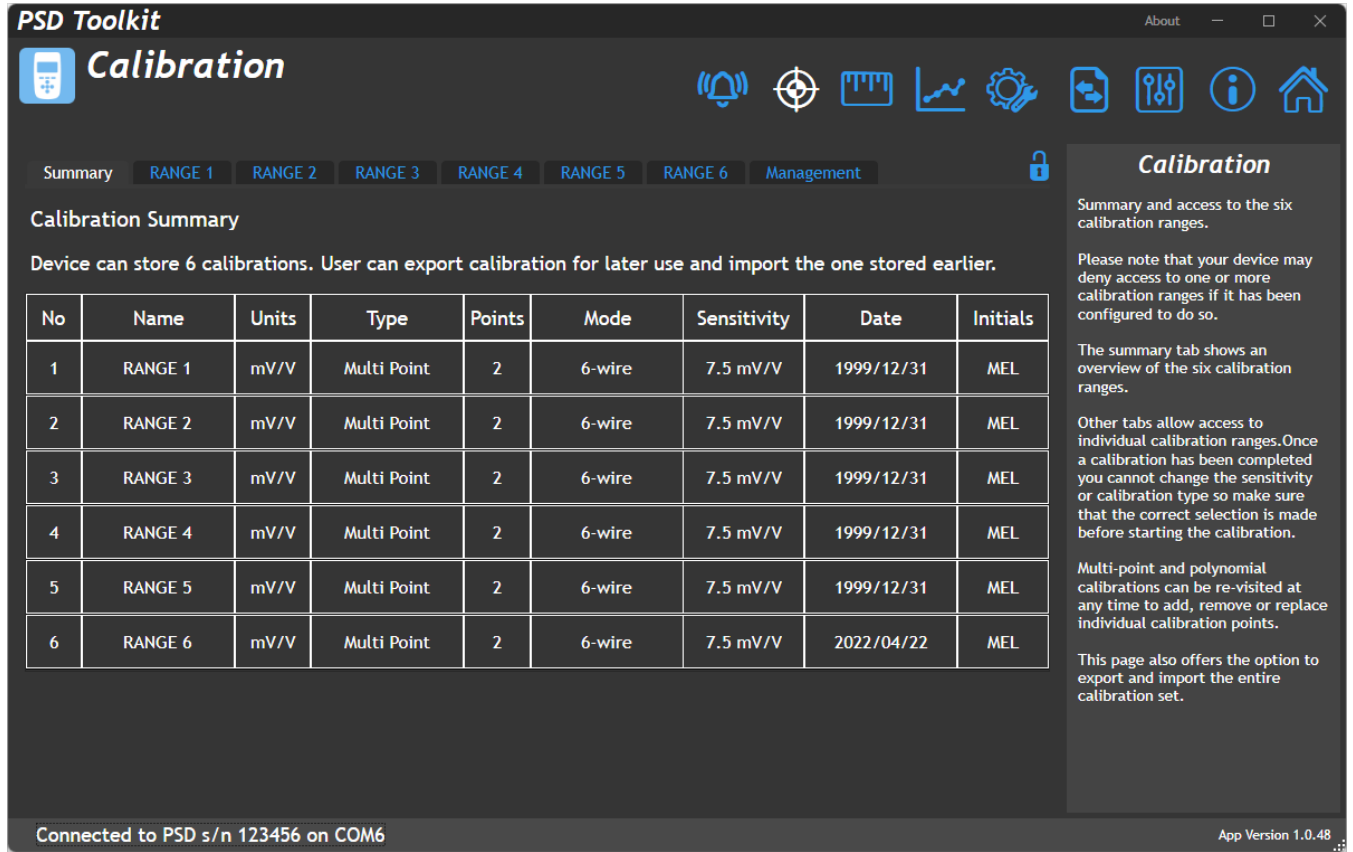 PSD Toolkit
About
Calibration
Summary RANGE 1 RANGE 2 RANGE 3 RANGE 4 RANGE 5 RANGE 6 Management
Calibration Summary
Device can store 6 calibrations. User can export calibration for later use and import the one stored earlier.
No Name Units Type Points Mode Sensitivity Date Initials
1 RANGE 1 mV/V Multi Point 2 6-wire 7.5 mV/V 1999/12/31 MEL
2 RANGE 2 mV/V Multi Point 2 6-wire 7.5 mV/V 1999/12/31 MEL
3 RANGE 3 mV/V Multi Point 2 6-wire 7.5 mV/V 1999/12/31 MEL
4 RANGE 4 mV/V Multi Point 2 6-wire 7.5 mV/V 1999/12/31 MEL
5 RANGE 5 mV/V Multi Point 2 6-wire 7.5 mV/V 1999/12/31 MEL
6 RANGE 6 mV/V Multi Point 2 6-wire 7.5 mV/V 2022/04/22 MEL
Calibration
Summary and access to the six
calibration ranges.
Please note that your device may
deny access to one or more
calibration ranges if it has been
configured to do so.
The summary tab shows an
overview of the six calibration
ranges.
Other tabs allow access to
individual calibration ranges.Once
a calibration has been completed
you cannot change the sensitivity
or calibration type so make sure
that the correct selection is made
before starting the calibration.
Multi-point and polynomial
calibrations can be re-visited at
any time to add, remove or replace
individual calibration points.
This page also offers the option to
export and import the entire
calibration set.
Connected to PSD s/n 123456 on COM6
App Version 1.0.48